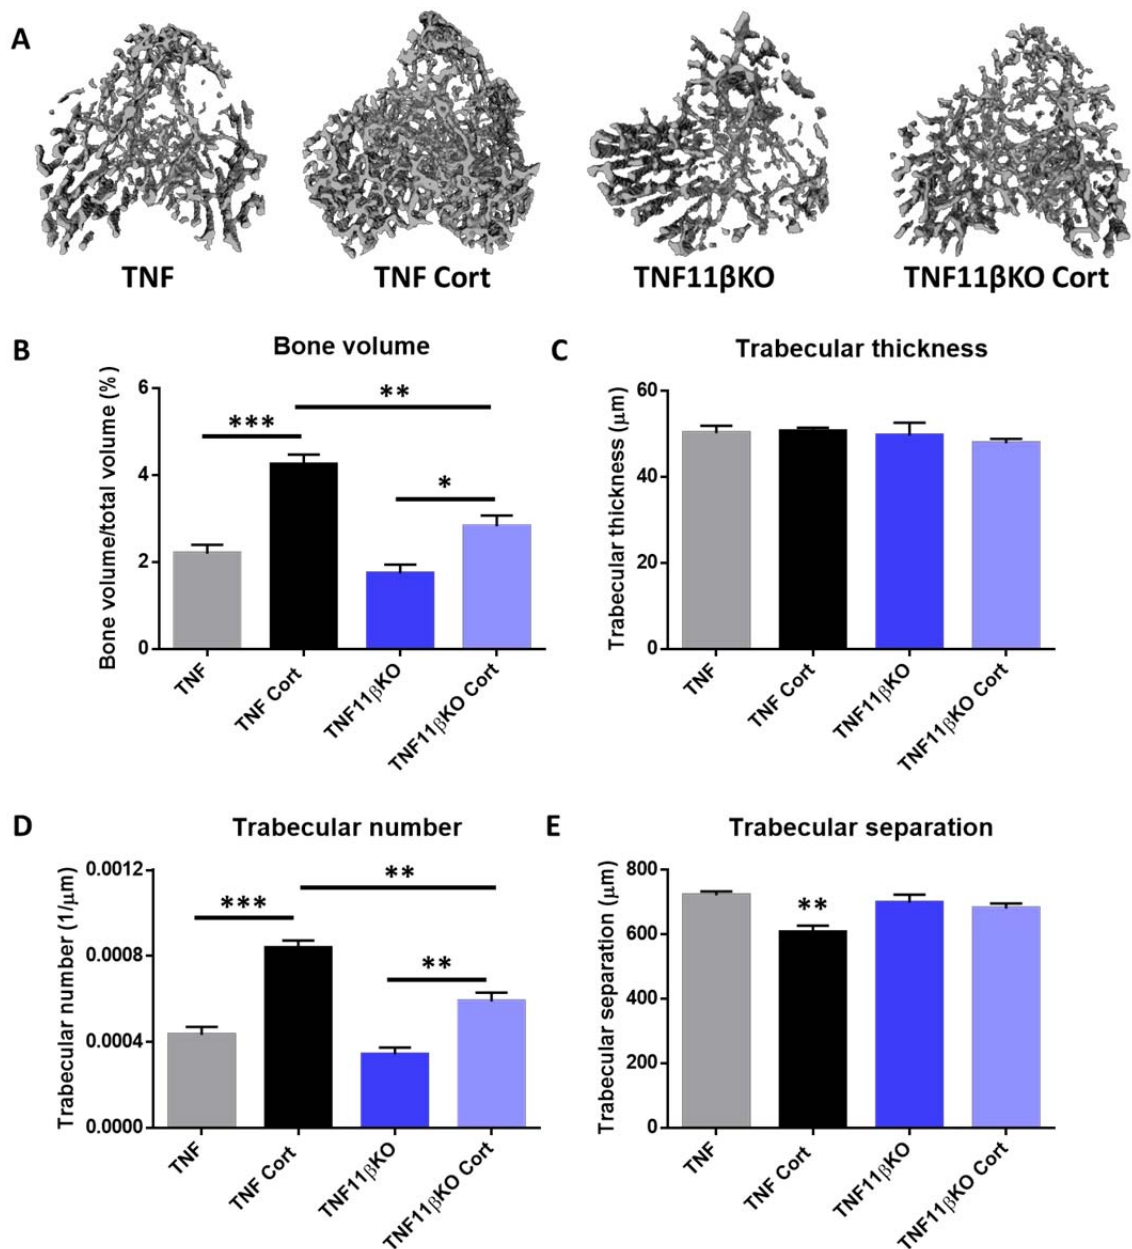 A
TNF
TNF Cort
TNF11βKO
TNF11βKO Cort
B
Bone volume
Bone volume/total volume (%)
6
4
2
0
***
**
*
TNF
TNF Cort
TNF11βKO
TNF11βKO Cort
C
Trabecular thickness
Trabecular thickness (μm)
60
40
20
0
TNF
TNF Cort
TNF11βKO
TNF11βKO Cort
D
Trabecular number
Trabecular number (1/μm)
0.0012
0.0008
0.0004
0.0000
***
**
**
TNF
TNF Cort
TNF11βKO
TNF11βKO Cort
E
Trabecular separation
Trabecular separation (μm)
800
600
400
200
0
**
TNF
TNF Cort
TNF11βKO
TNF11βKO Cort